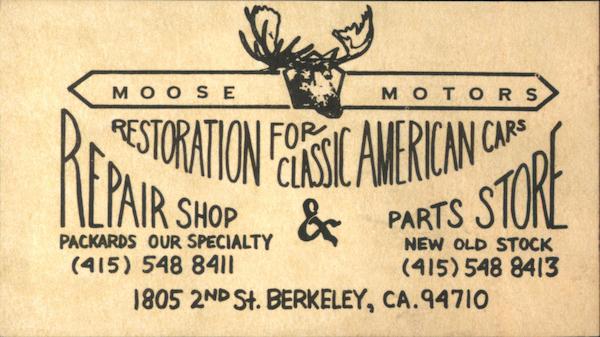 MOOSE MOTORS
RESTORATION FOR CLASSIC AMERICAN CARS
REPAIR SHOP & PARTS STORE
PACKARDS OUR SPECIALTY NEW OLD STOCK
(415) 548 8411 (415) 548 8413
1805 2ND St. BERKELEY, CA. 94710